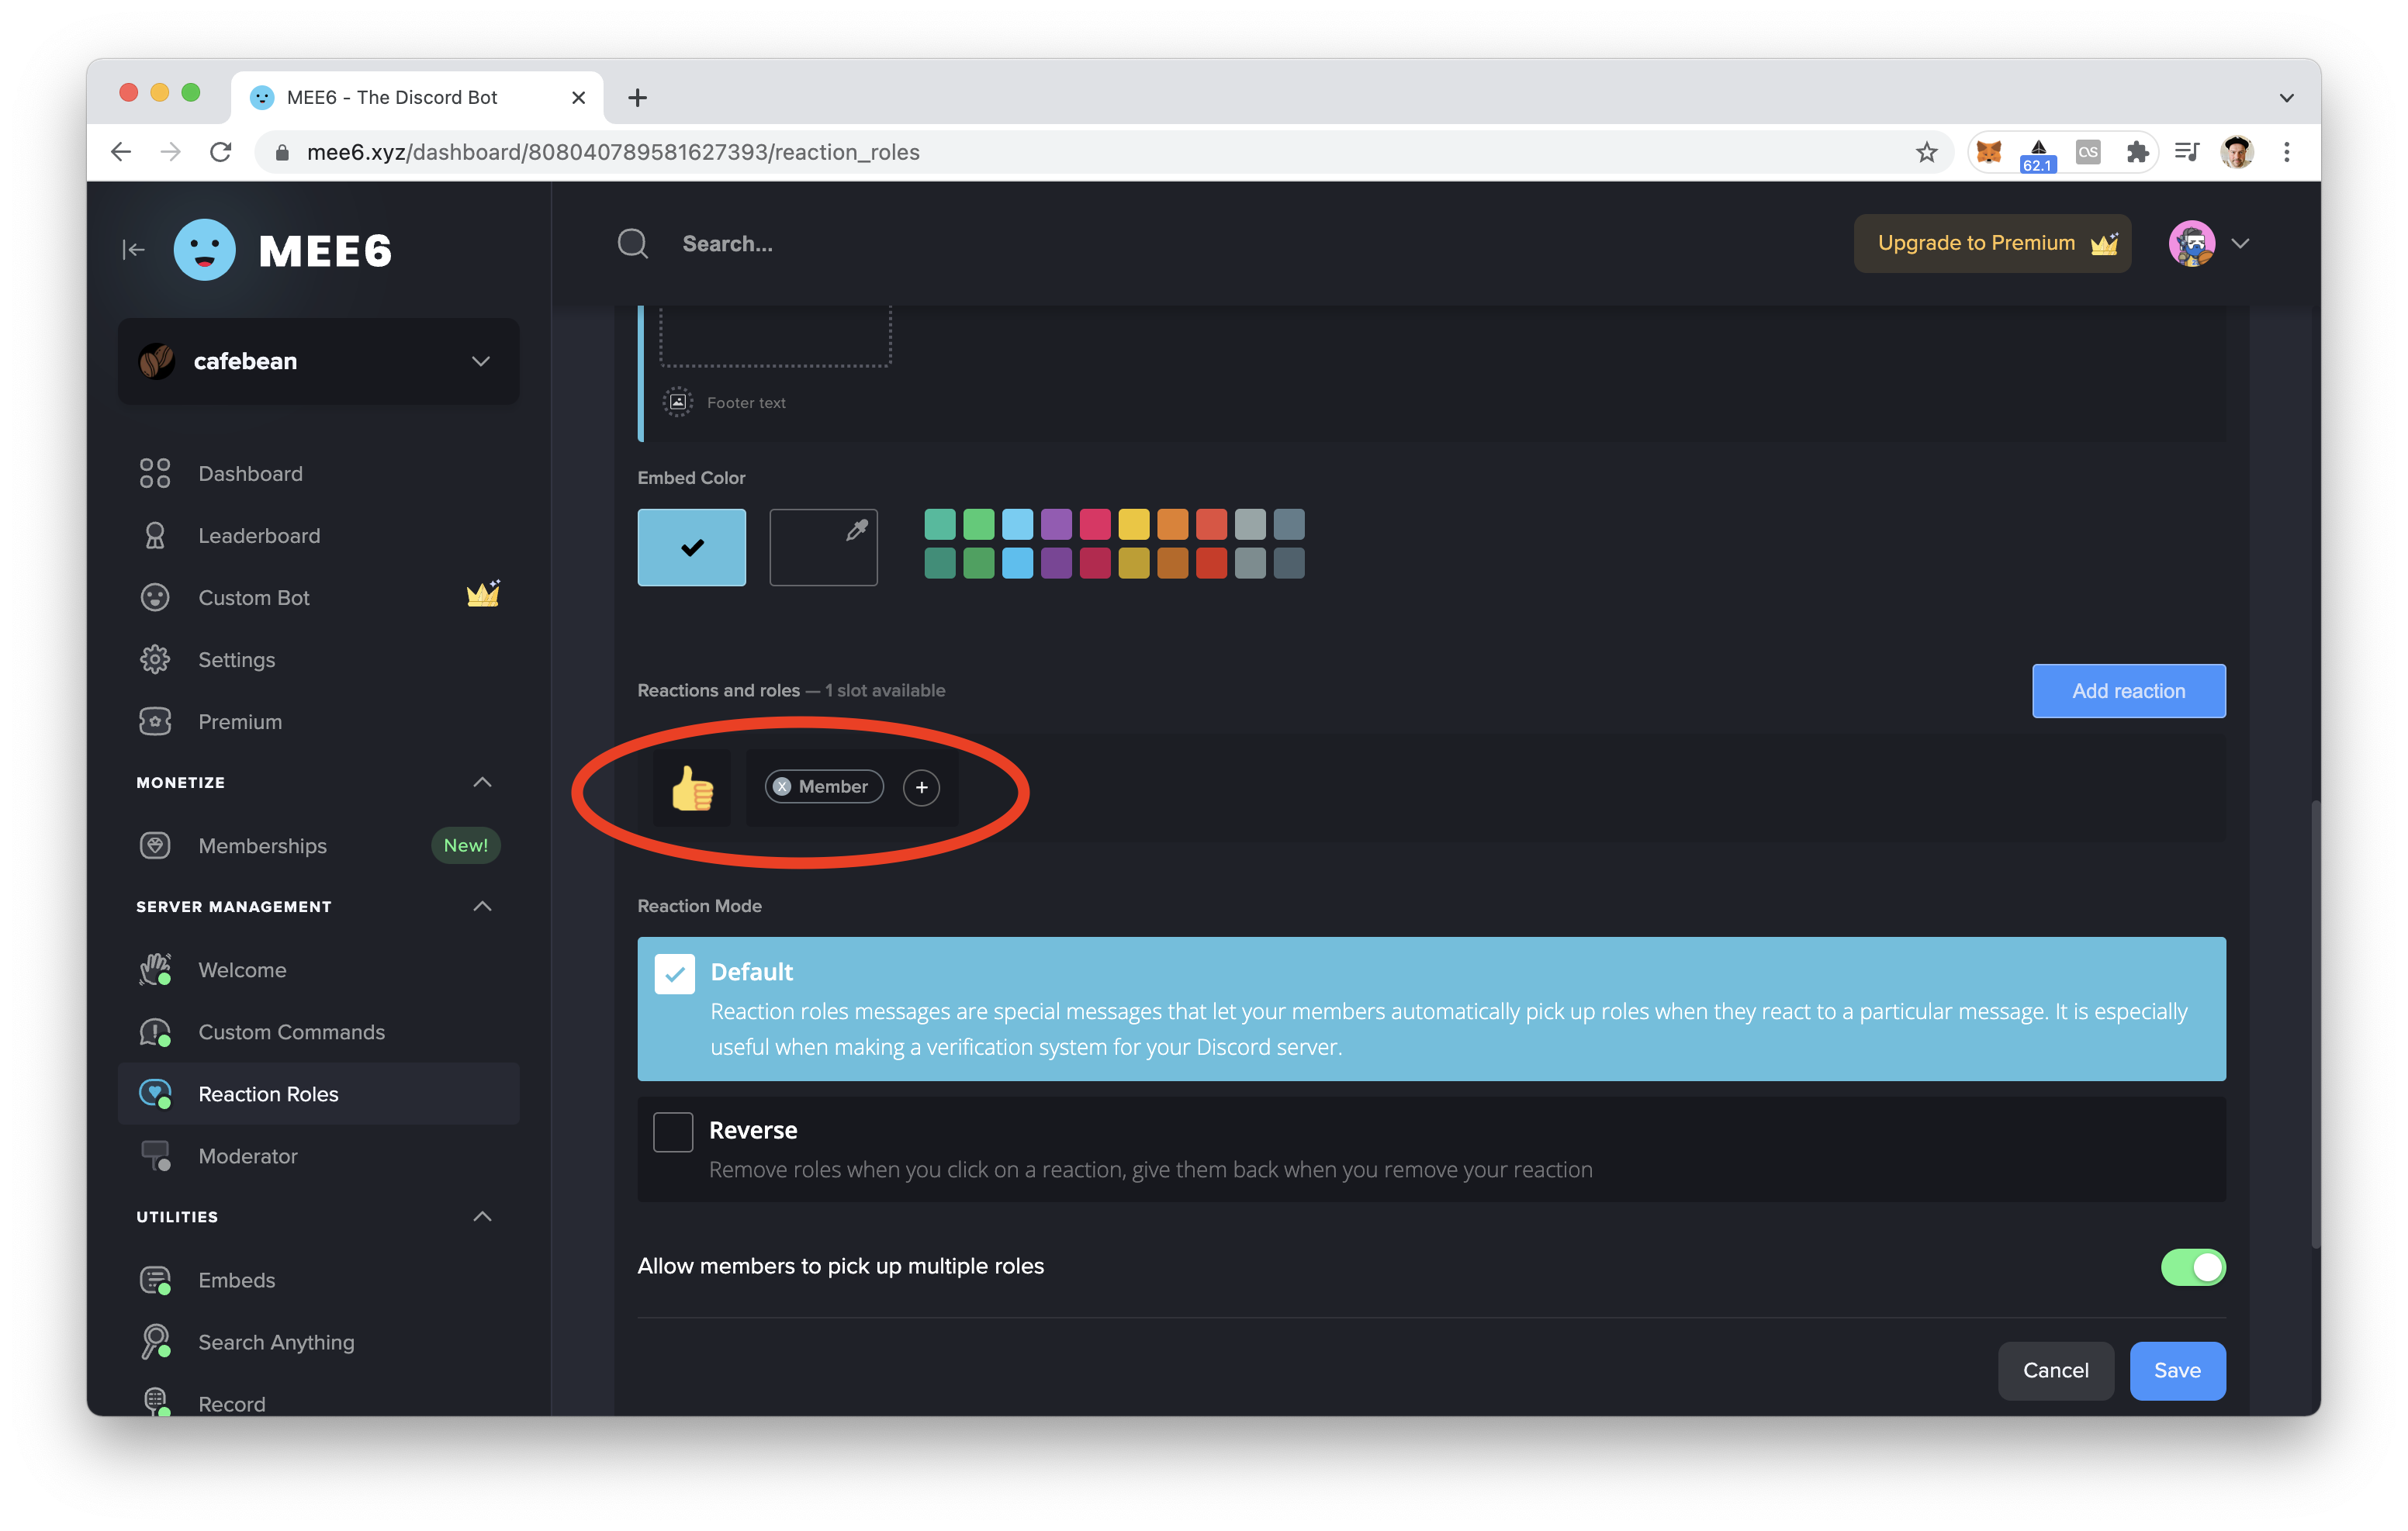 MEE6 - The Discord Bot
mee6.xyz/dashboard/808040789581627393/reaction_roles
62.1
MEE6
Search...
Upgrade to Premium
cafebean
Dashboard
Leaderboard
Custom Bot
Settings
Premium
MONETIZE
Memberships
New!
SERVER MANAGEMENT
Welcome
Custom Commands
Reaction Roles
Moderator
UTILITIES
Embeds
Search Anything
Record
Footer text
Embed Color
Reactions and roles — 1 slot available
Add reaction
X Member +
Reaction Mode
Default
Reaction roles messages are special messages that let your members automatically pick up roles when they react to a particular message. It is especially
useful when making a verification system for your Discord server.
Reverse
Remove roles when you click on a reaction, give them back when you remove your reaction
Allow members to pick up multiple roles
Cancel
Save